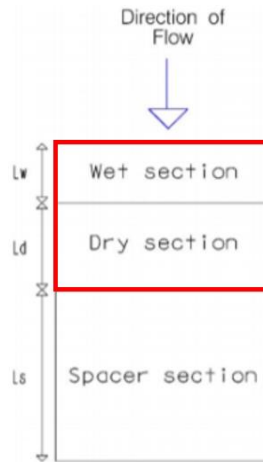 Direction of
Flow
Lw
Wet section
Ld
Dry section
Ls
Spacer section